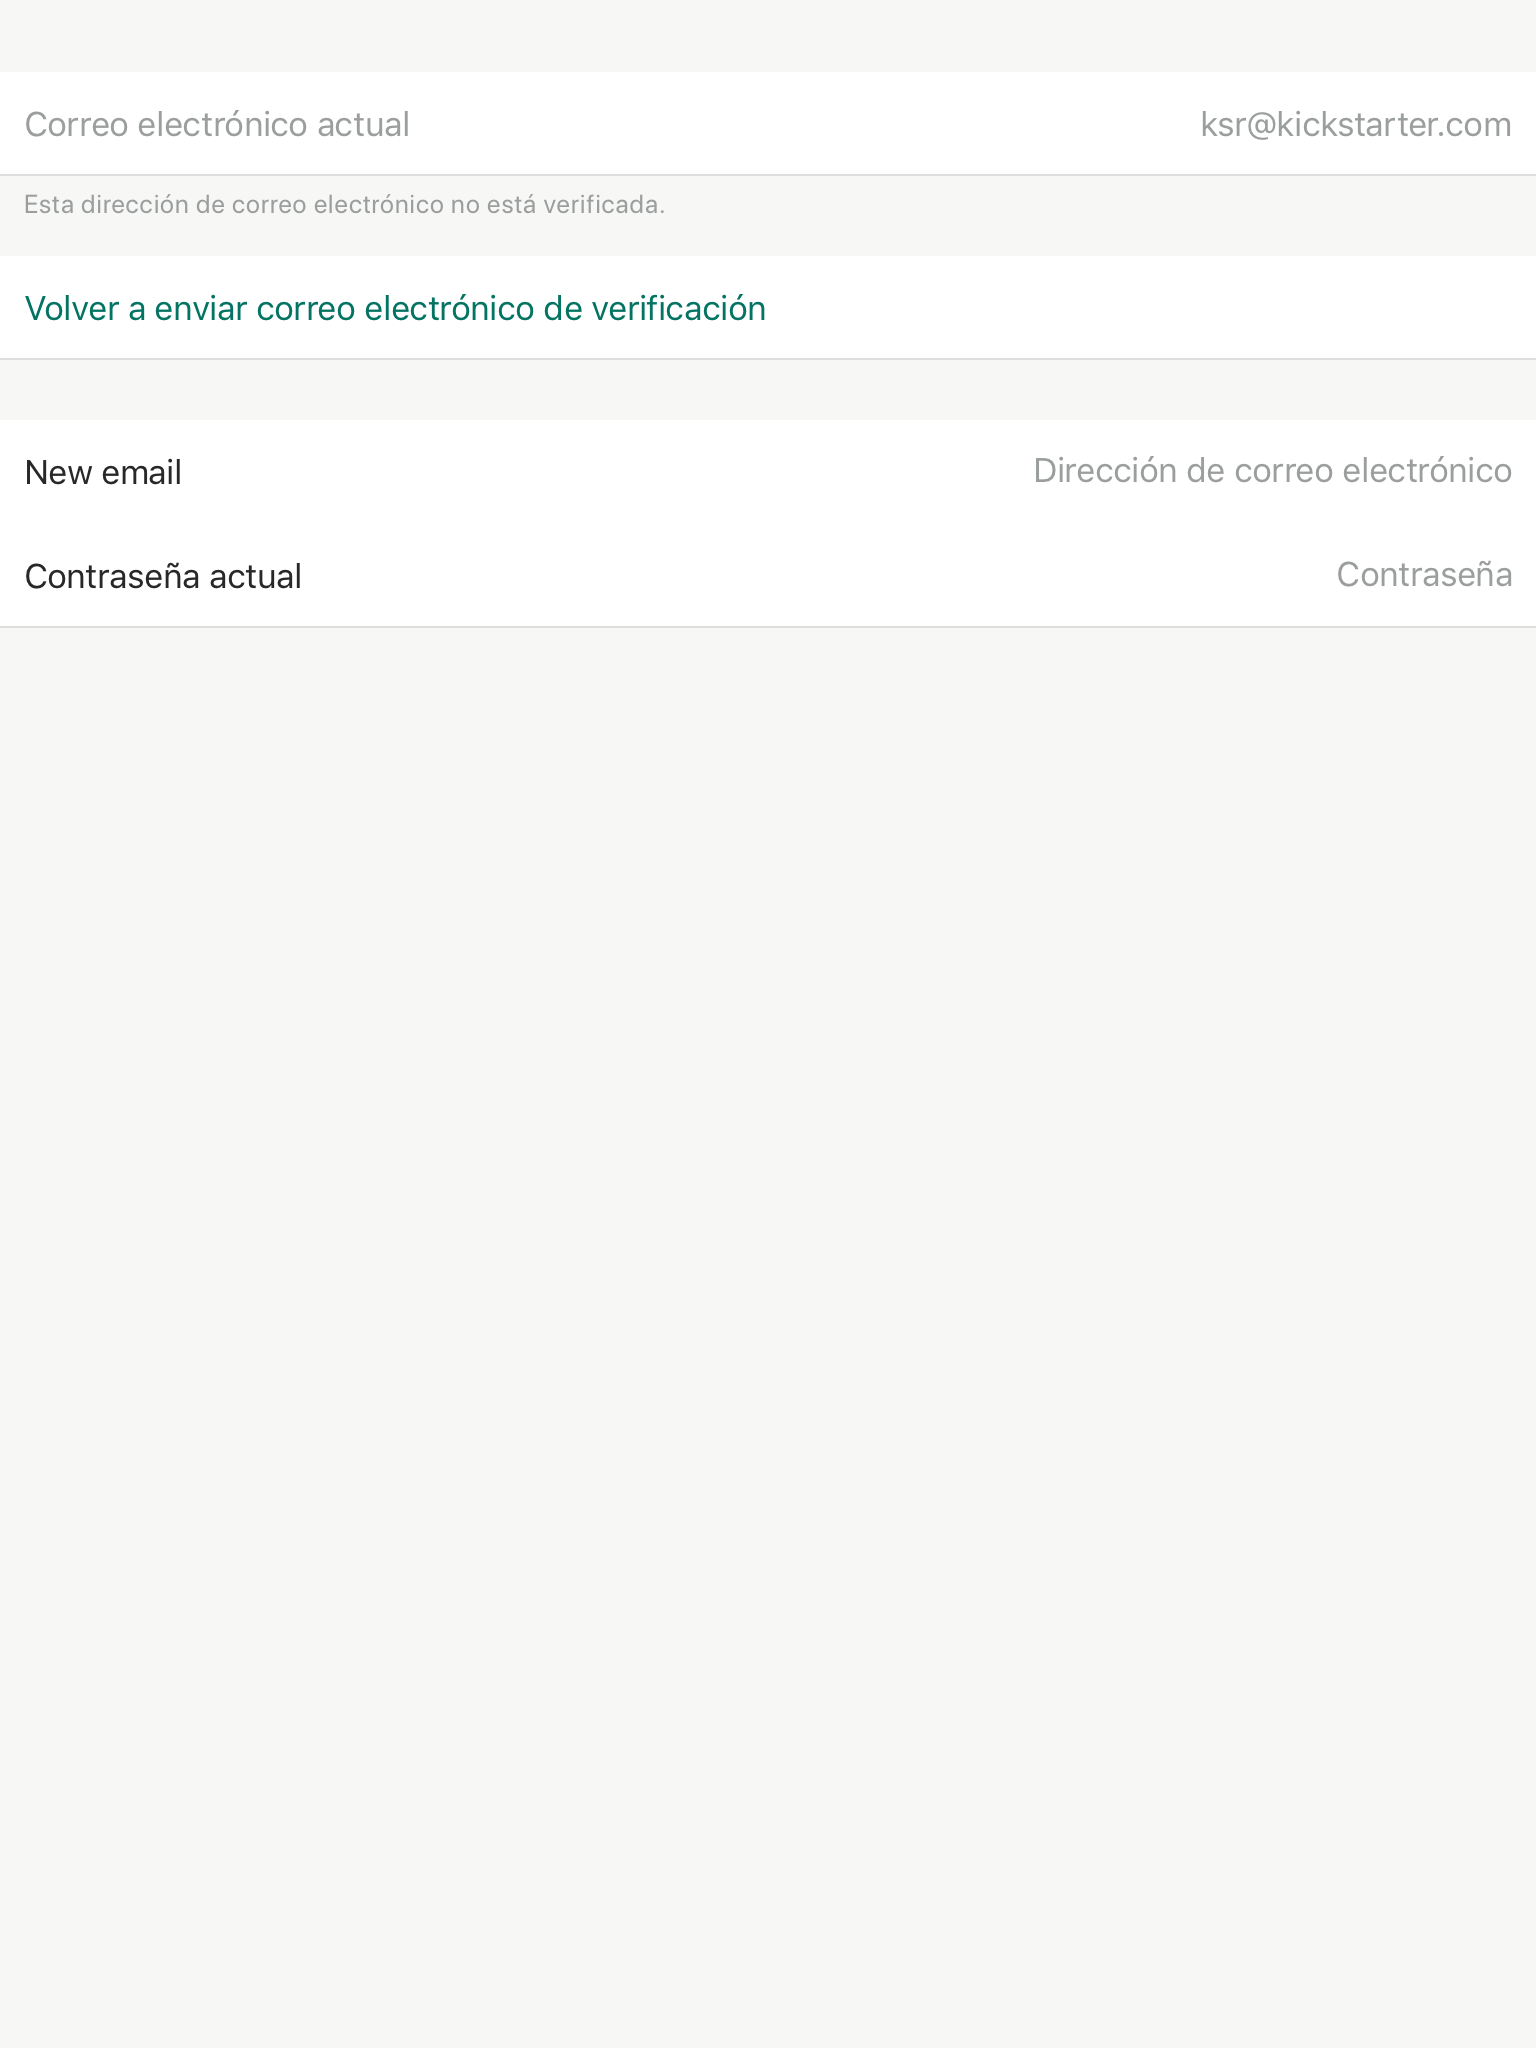 Correo electrónico actual ksr@kickstarter.com
Esta dirección de correo electrónico no está verificada.
Volver a enviar correo electrónico de verificación
New email Dirección de correo electrónico
Contraseña actual Contraseña